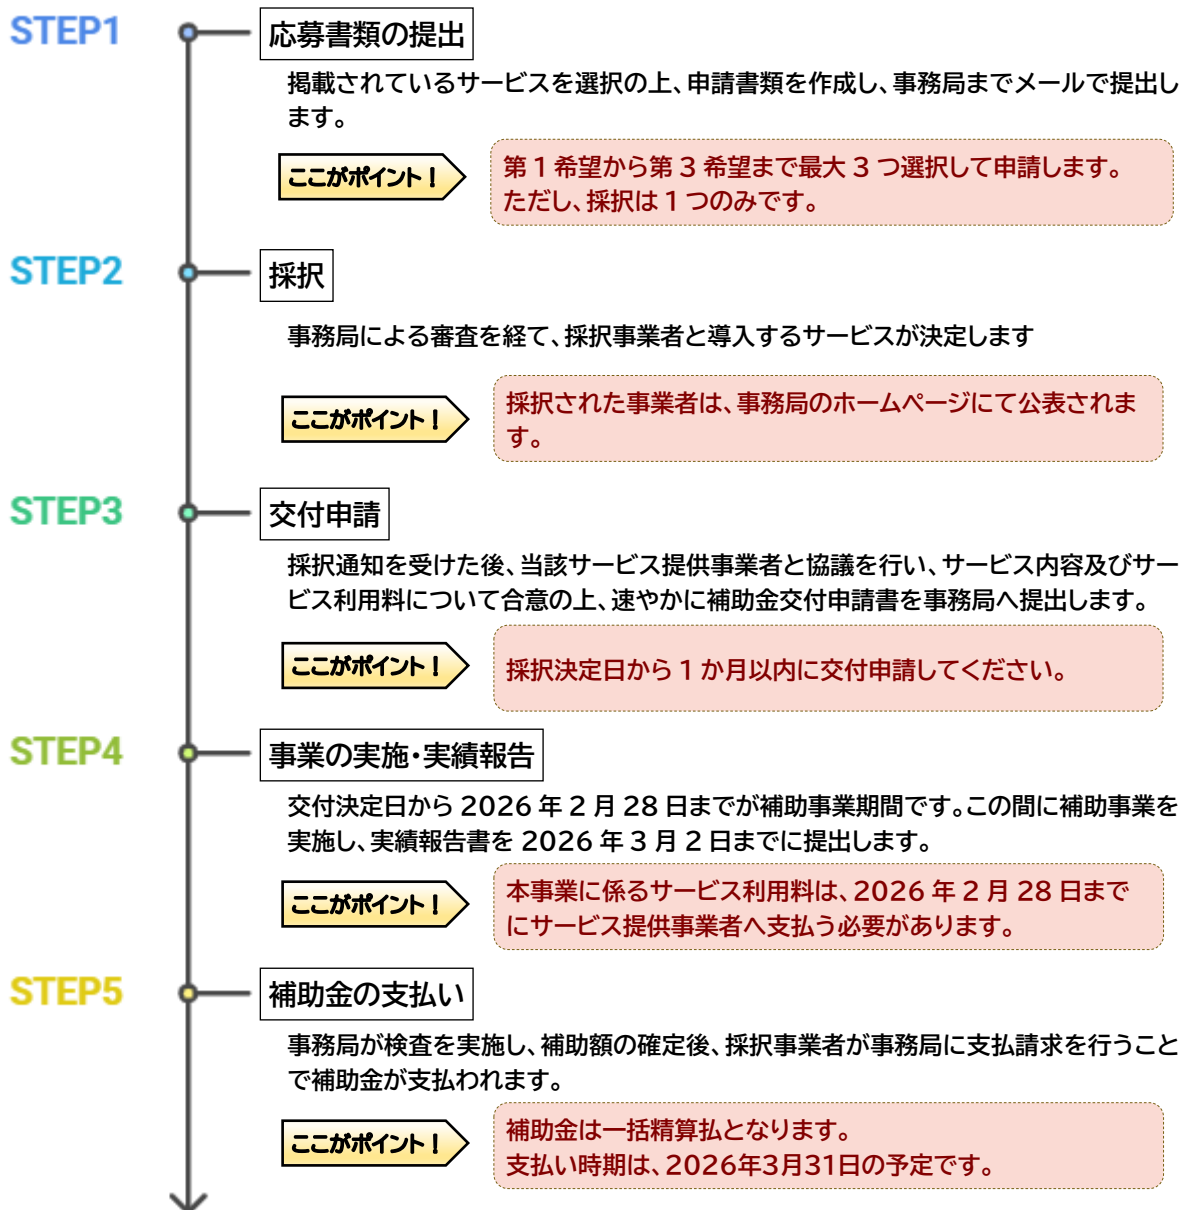 STEP1
応募書類の提出
掲載されているサービスを選択の上、申請書類を作成し、事務局までメールで提出し
ます。
ここがポイント！
第 1 希望から第 3 希望まで最大 3 つ選択して申請します。
ただし、採択は 1 つのみです。
STEP2
採択
事務局による審査を経て、採択事業者と導入するサービスが決定します
ここがポイント！
採択された事業者は、事務局のホームページにて公表されま
す。
STEP3
交付申請
採択通知を受けた後、当該サービス提供事業者と協議を行い、サービス内容及びサー
ビス利用料について合意の上、速やかに補助金交付申請書を事務局へ提出します。
ここがポイント！
採択決定日から 1 か月以内に交付申請してください。
STEP4
事業の実施・実績報告
交付決定日から 2026 年 2 月 28 日までが補助事業期間です。この間に補助事業を
実施し、実績報告書を 2026 年 3 月 2 日までに提出します。
ここがポイント！
本事業に係るサービス利用料は、2026 年 2 月 28 日まで
にサービス提供事業者へ支払う必要があります。
STEP5
補助金の支払い
事務局が検査を実施し、補助額の確定後、採択事業者が事務局に支払請求を行うこと
で補助金が支払われます。
ここがポイント！
補助金は一括精算払となります。
支払い時期は、2026年3月31日の予定です。